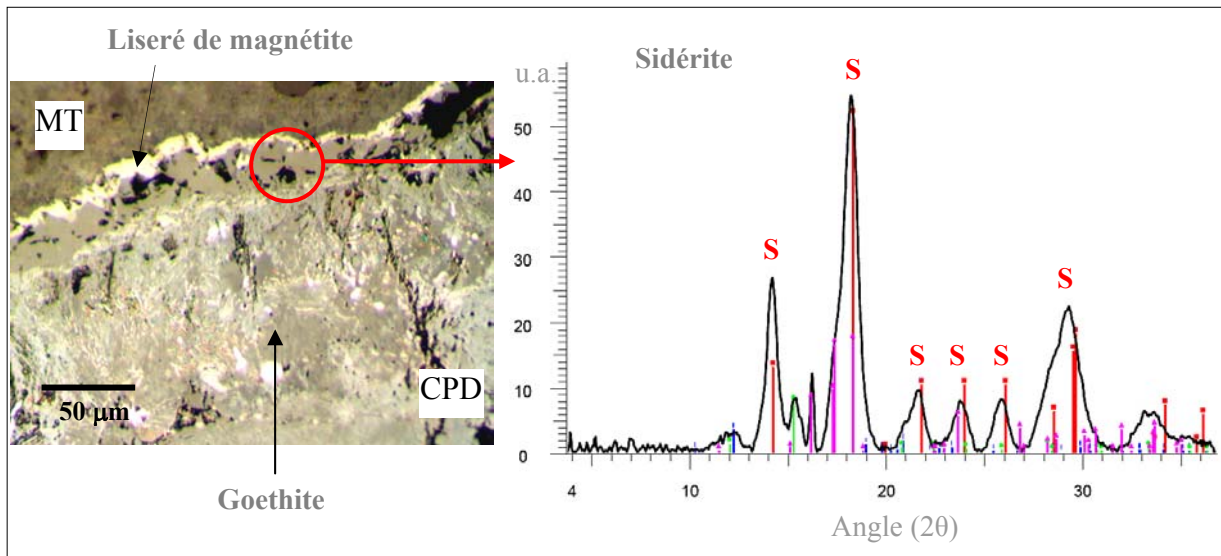 Liseré de magnétite
MT
50 µm
CPD
Goethite
Sidérite
u.a.
S
S
S
S
S
S
50
40
30
20
10
0
4
10
20
30
Angle (2θ)